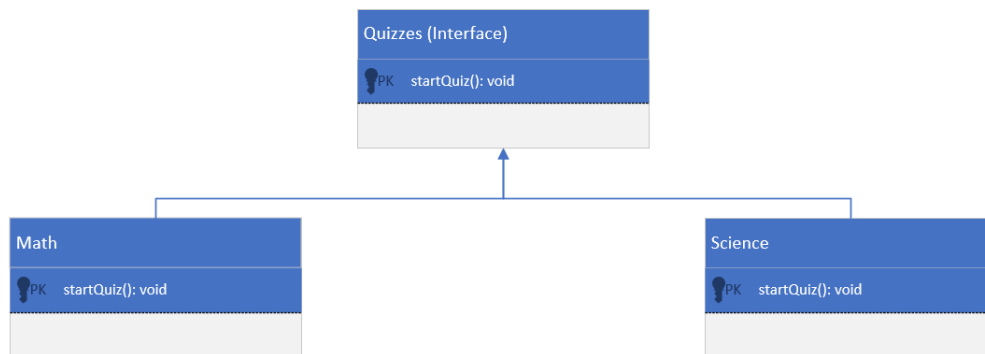 Quizzes (Interface)
PK startQuiz(): void
Math
PK startQuiz(): void
Science
PK startQuiz(): void